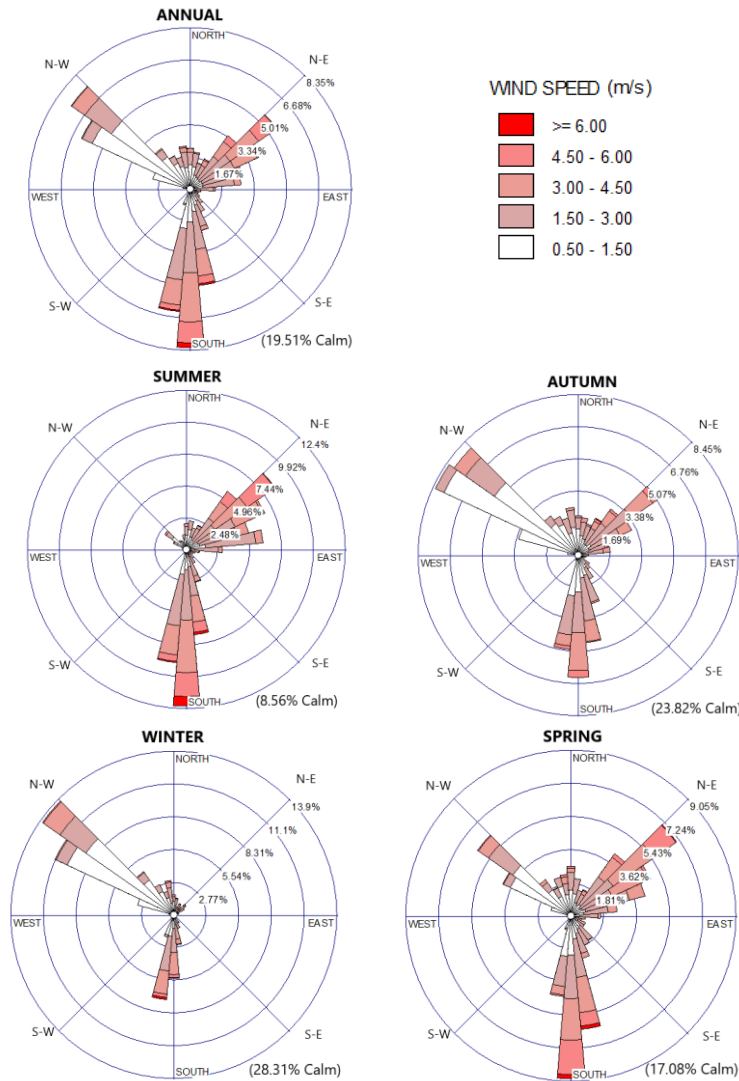 ANNUAL
NORTH
N-W
N-E
8.35%
6.68%
5.01%
3.34%
1.67%
WEST
EAST
S-W
S-E
SOUTH
(19.51% Calm)
WIND SPEED (m/s)
>= 6.00
4.50 - 6.00
3.00 - 4.50
1.50 - 3.00
0.50 - 1.50
SUMMER
NORTH
N-W
N-E
12.4%
9.92%
7.44%
4.96%
2.48%
WEST
EAST
S-W
S-E
SOUTH
(8.56% Calm)
AUTUMN
NORTH
N-W
N-E
8.45%
6.76%
5.07%
3.38%
1.69%
WEST
EAST
S-W
S-E
SOUTH
(23.82% Calm)
WINTER
NORTH
N-W
N-E
13.9%
11.1%
8.31%
5.54%
2.77%
WEST
EAST
S-W
S-E
SOUTH
(28.31% Calm)
SPRING
NORTH
N-W
N-E
9.05%
7.24%
5.43%
3.62%
1.81%
WEST
EAST
S-W
S-E
SOUTH
(17.08% Calm)